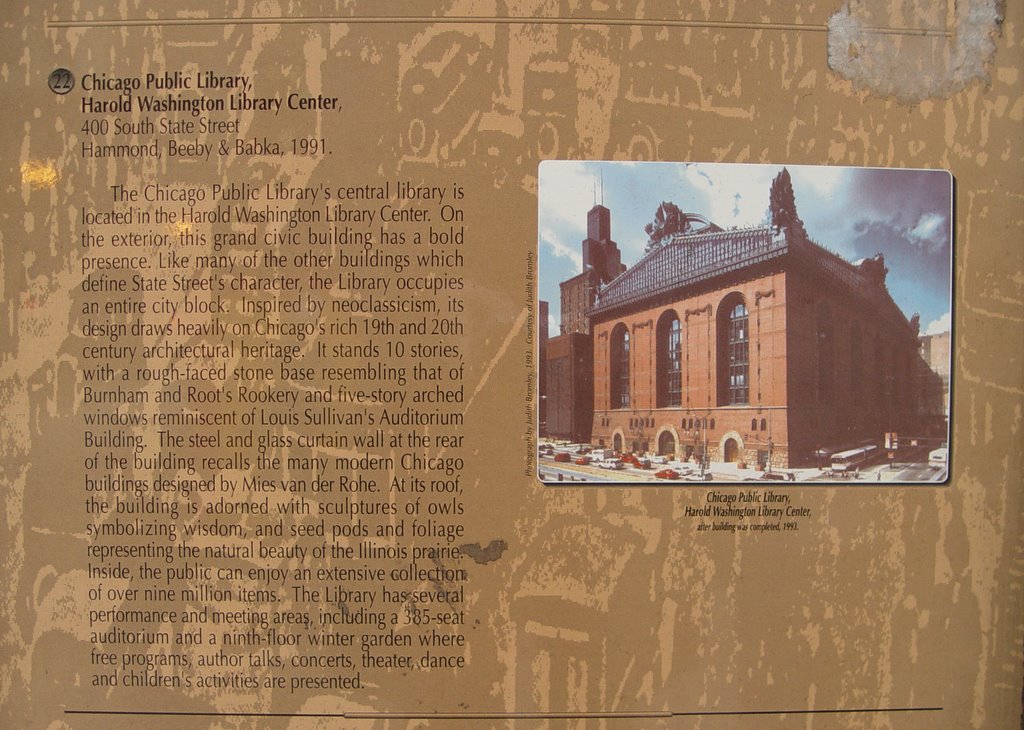 22 Chicago Public Library,
Harold Washington Library Center,
400 South State Street
Hammond, Beeby & Babka, 1991.
The Chicago Public Library's central library is
located in the Harold Washington Library Center. On
the exterior, this grand civic building has a bold
presence. Like many of the other buildings which
define State Street's character, the Library occupies
an entire city block. Inspired by neoclassicism, its
design draws heavily on Chicago's rich 19th and 20th
century architectural heritage. It stands 10 stories,
with a rough-faced stone base resembling that of
Burnham and Root's Rookery and five-story arched
windows reminiscent of Louis Sullivan's Auditorium
Building. The steel and glass curtain wall at the rear
of the building recalls the many modern Chicago
buildings designed by Mies van der Rohe. At its roof,
the building is adorned with sculptures of owls
symbolizing wisdom, and seed pods and foliage
representing the natural beauty of the Illinois prairie.
Inside, the public can enjoy an extensive collection
of over nine million items. The Library has several
performance and meeting areas, including a 385-seat
auditorium and a ninth-floor winter garden where
free programs, author talks, concerts, theater, dance
and children's activities are presented.
Photograph by Judith Bromley, 1993. Courtesy of Judith Bromley.
Chicago Public Library,
Harold Washington Library Center,
after building was completed, 1993.